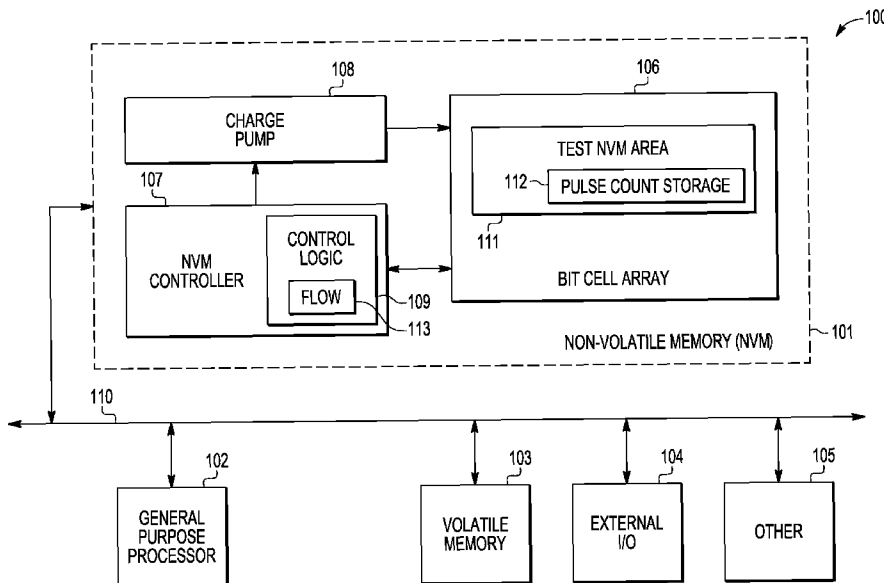 100
108
CHARGE
PUMP
106
TEST NVM AREA
112
PULSE COUNT STORAGE
111
BIT CELL ARRAY
107
NVM
CONTROLLER
CONTROL
LOGIC
FLOW
109
113
NON-VOLATILE MEMORY (NVM)
101
110
102
GENERAL
PURPOSE
PROCESSOR
103
VOLATILE
MEMORY
104
EXTERNAL
I/O
105
OTHER